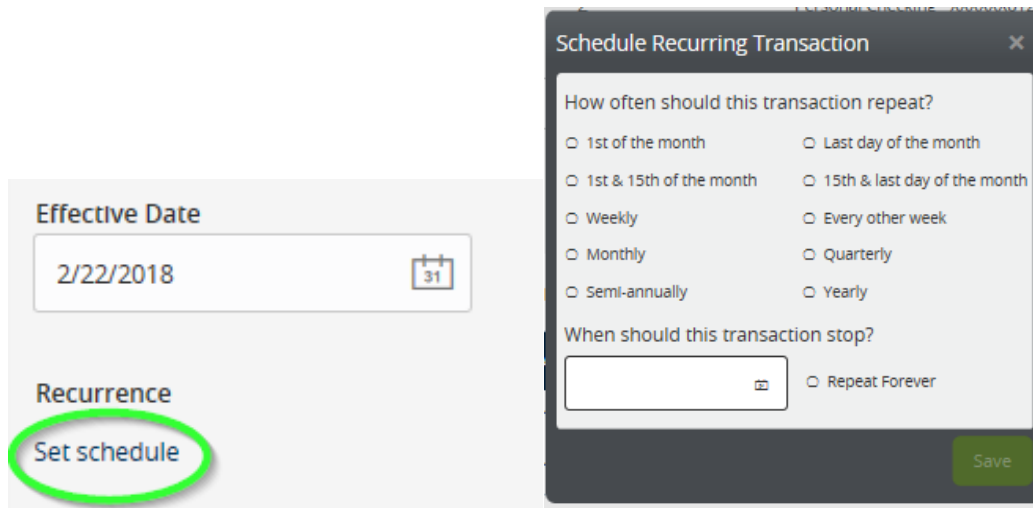 Effective Date
2/22/2018
31
Recurrence
Set schedule
Schedule Recurring Transaction
How often should this transaction repeat?
1st of the month
Last day of the month
1st & 15th of the month
15th & last day of the month
Weekly
Every other week
Monthly
Quarterly
Semi-annually
Yearly
When should this transaction stop?
Repeat Forever
Save